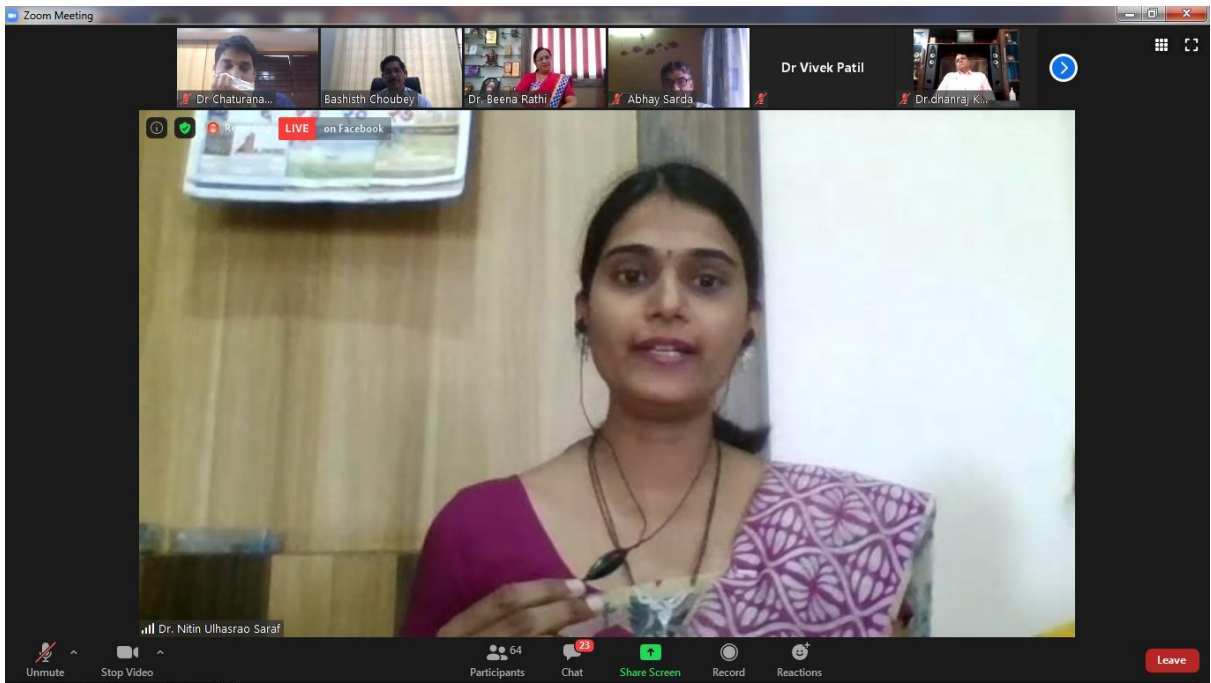 Zoom Meeting
Dr Chaturana...
Bashisth Choubey
Dr. Beena Rathi
Abhay Sarda
Dr Vivek Patil
Dr.dhanraj K...
Recording
LIVE on Facebook
Dr. Nitin Ulhasrao Saraf
Unmute
Stop Video
64
Participants
23
Chat
Share Screen
Record
Reactions
Leave